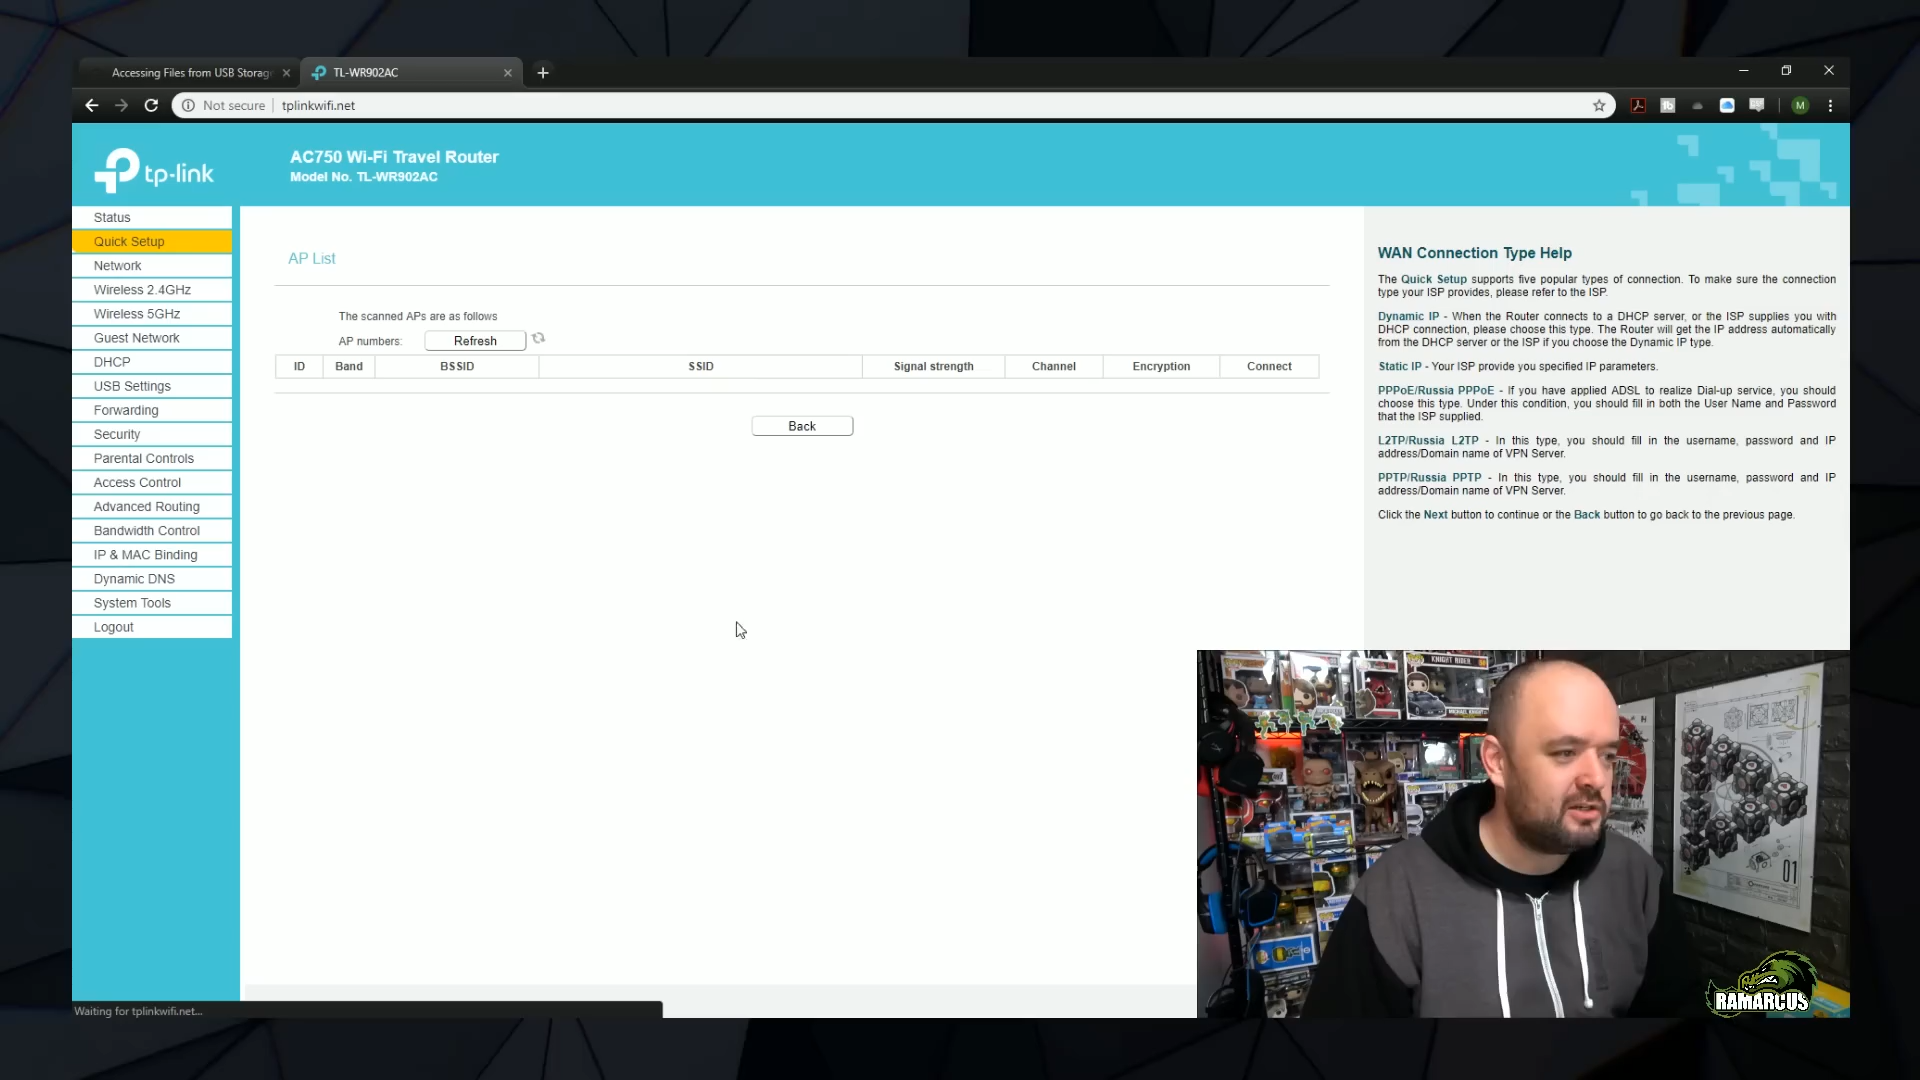 Accessing Files from USB Storag
TL-WR902AC
Not secure
tplinkwifi.net
M
tp-link
AC750 Wi-Fi Travel Router
Model No. TL-WR902AC
Status
Quick Setup
Network
Wireless 2.4GHz
Wireless 5GHz
Guest Network
DHCP
USB Settings
Forwarding
Security
Parental Controls
Access Control
Advanced Routing
Bandwidth Control
IP & MAC Binding
Dynamic DNS
System Tools
Logout
AP List
The scanned APs are as follows
AP numbers:
Refresh
ID
Band
BSSID
SSID
Signal strength
Channel
Encryption
Connect
Back
WAN Connection Type Help
The Quick Setup supports five popular types of connection. To make sure the connection
type your ISP provides, please refer to the ISP.
Dynamic IP - When the Router connects to a DHCP server, or the ISP supplies you with
DHCP connection, please choose this type. The Router will get the IP address automatically
from the DHCP server or the ISP if you choose the Dynamic IP type.
Static IP - Your ISP provide you specified IP parameters.
PPPoE/Russia PPPoE - If you have applied ADSL to realize Dial-up service, you should
choose this type. Under this condition, you should fill in both the User Name and Password
that the ISP supplied.
L2TP/Russia L2TP - In this type, you should fill in the username, password and IP
address/Domain name of VPN Server.
PPTP/Russia PPTP - In this type, you should fill in the username, password and IP
address/Domain name of VPN Server.
Click the Next button to continue or the Back button to go back to the previous page.
Waiting for tplinkwifi.net...
KNIGHT RIDER
01
RAMARCUS